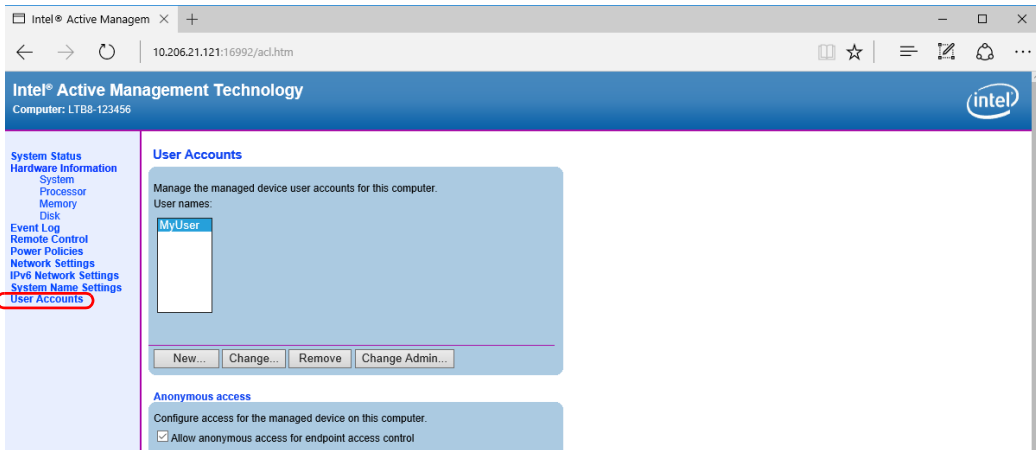 Intel® Active Managem
10.206.21.121:16992/acl.htm
Intel® Active Management Technology
Computer: LTB8-123456
intel
System Status
Hardware Information
System
Processor
Memory
Disk
Event Log
Remote Control
Power Policies
Network Settings
IPv6 Network Settings
System Name Settings
User Accounts
User Accounts
Manage the managed device user accounts for this computer.
User names:
MyUser
New... Change... Remove Change Admin...
Anonymous access
Configure access for the managed device on this computer.
Allow anonymous access for endpoint access control